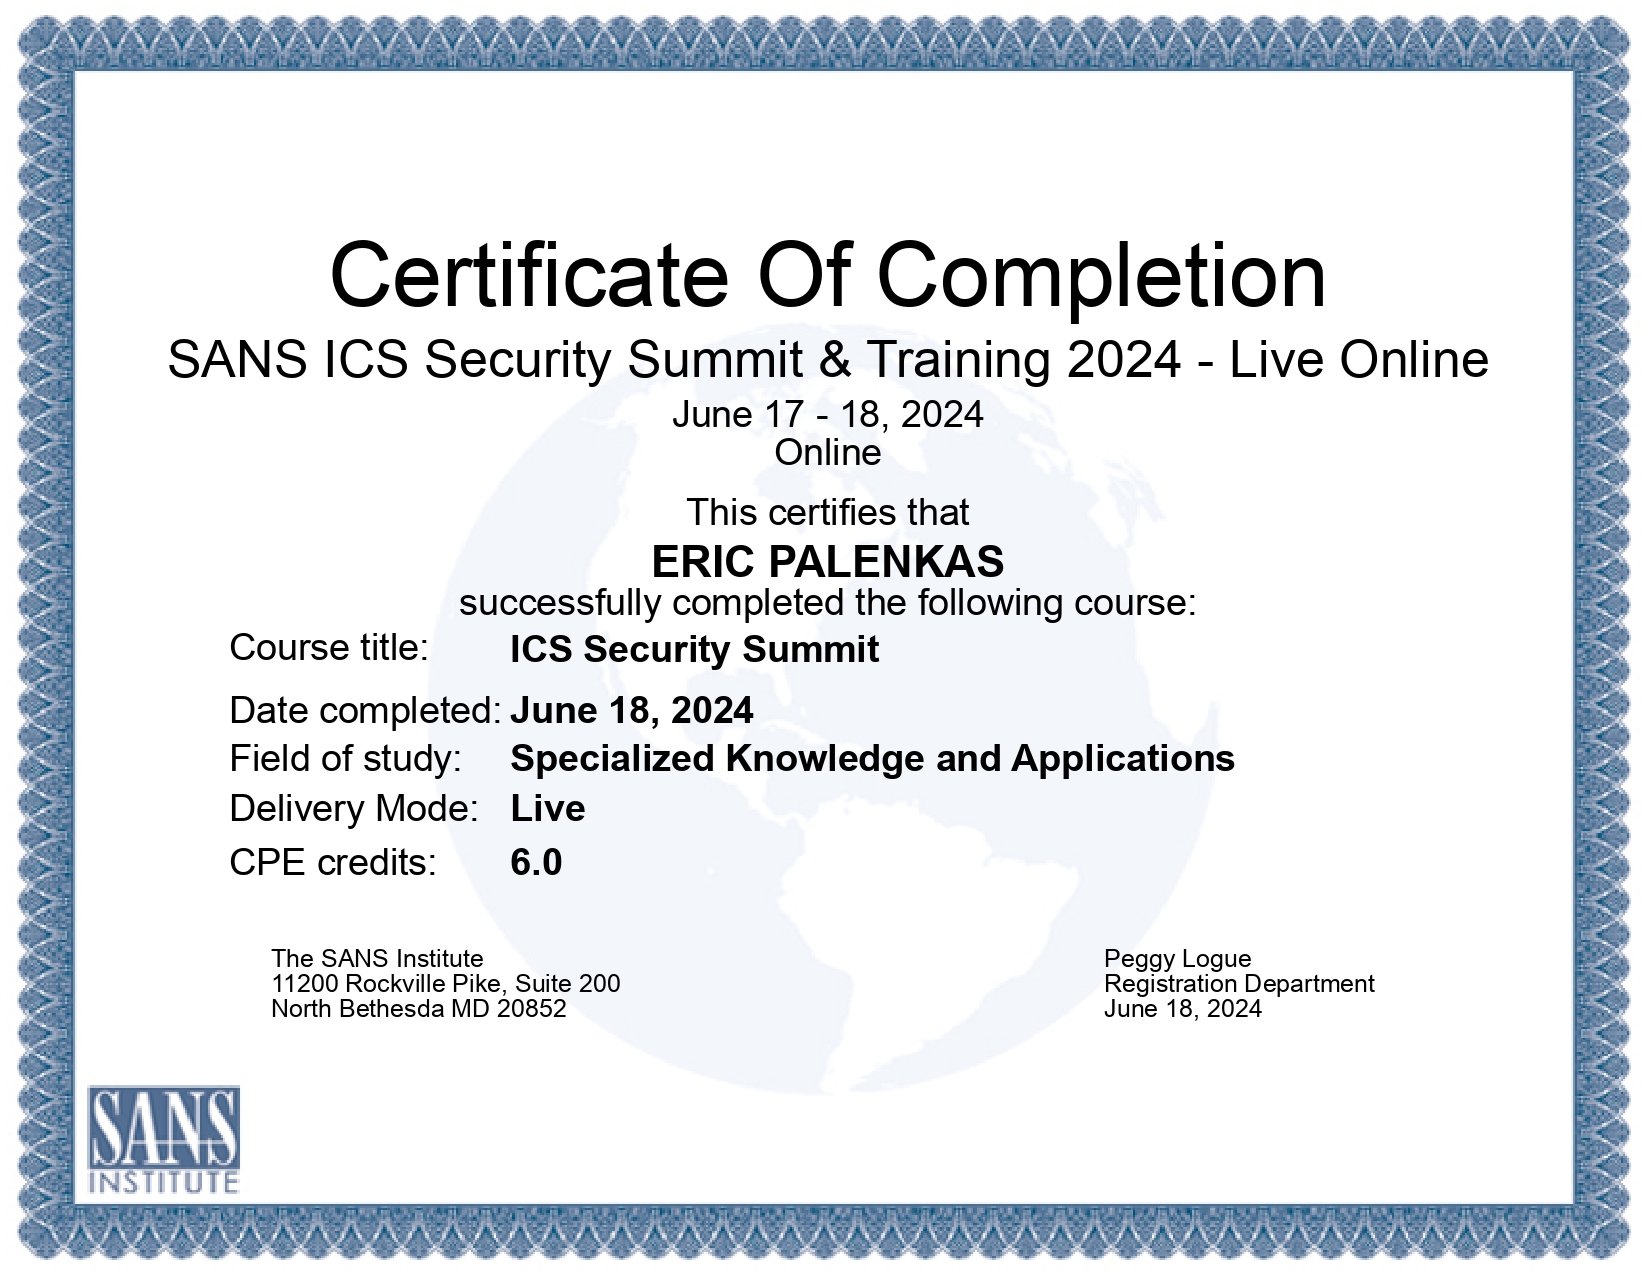 Certificate Of Completion
SANS ICS Security Summit & Training 2024 - Live Online
June 17 - 18, 2024
Online
This certifies that
ERIC PALENKAS
successfully completed the following course:
Course title: ICS Security Summit
Date completed: June 18, 2024
Field of study: Specialized Knowledge and Applications
Delivery Mode: Live
CPE credits: 6.0
The SANS Institute
11200 Rockville Pike, Suite 200
North Bethesda MD 20852
Peggy Logue
Registration Department
June 18, 2024
SANS
INSTITUTE